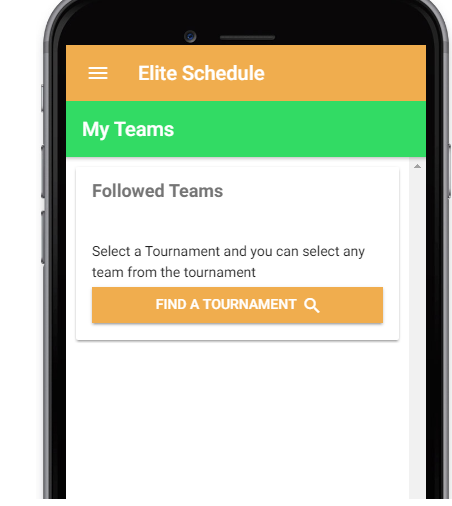 Elite Schedule
My Teams
Followed Teams
Select a Tournament and you can select any
team from the tournament
FIND A TOURNAMENT